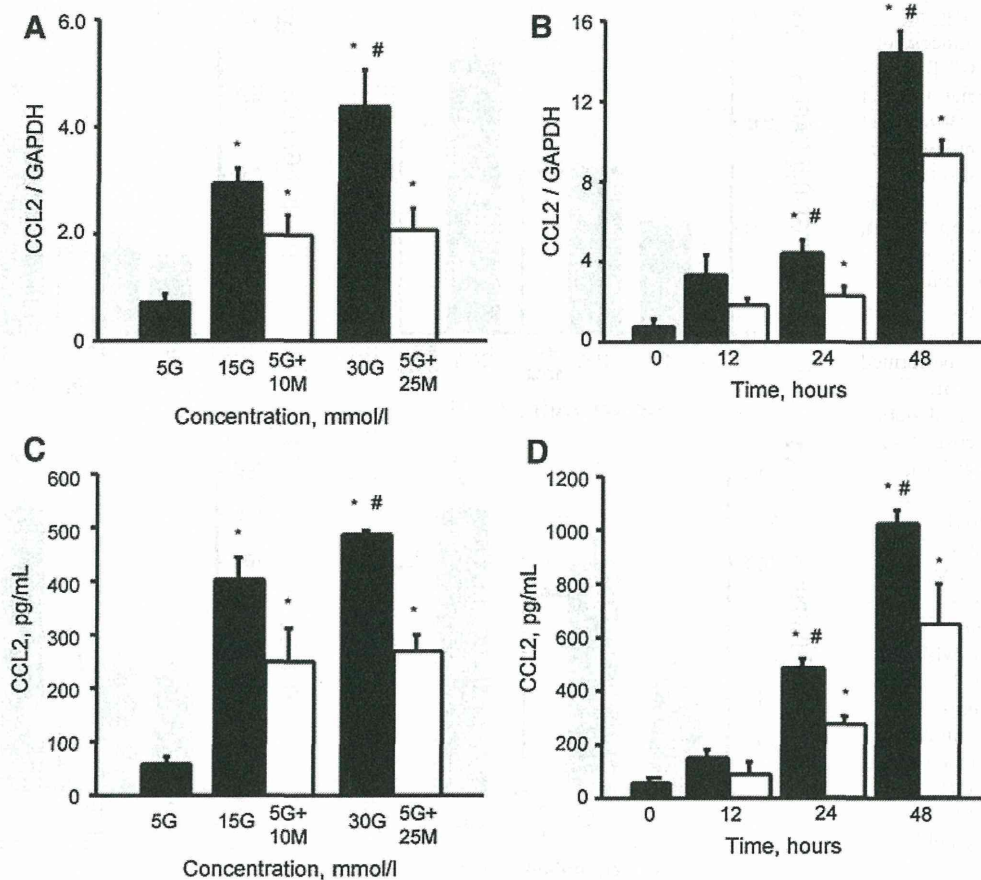 A
CCL2 / GAPDH
6.0
4.0
2.0
0
* * * # *
5G 15G 5G+ 10M 30G 5G+ 25M
Concentration, mmol/l
B
CCL2 / GAPDH
16
12
8
4
0
* # * * # *
0 12 24 48
Time, hours
C
CCL2, pg/mL
600
500
400
300
200
100
0
* * * # *
5G 15G 5G+ 10M 30G 5G+ 25M
Concentration, mmol/l
D
CCL2, pg/mL
1200
1000
800
600
400
200
0
* # * * # *
0 12 24 48
Time, hours